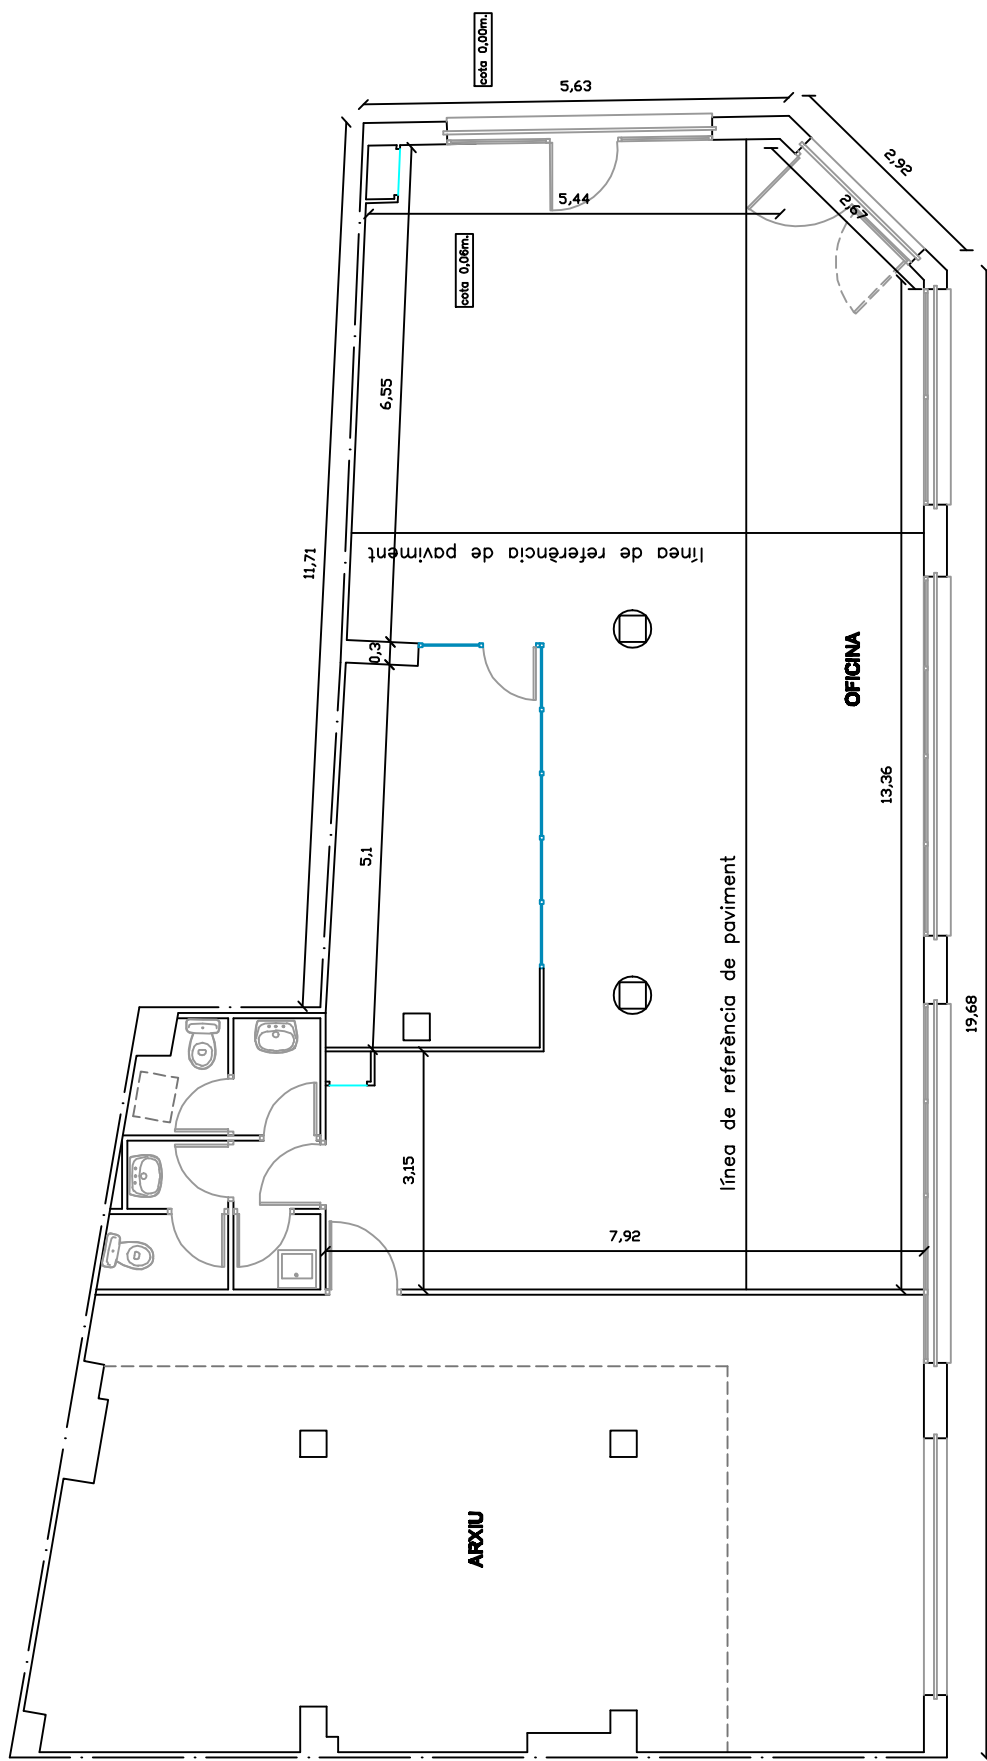 cota 0,00m.
5,63
2,92
5,44
2,67
cota 0,06m.
6,55
11,71
línea de referència de paviment
0,3
OFICINA
13,36
5,1
línea de referència de paviment
19,68
3,15
7,92
ARXIU